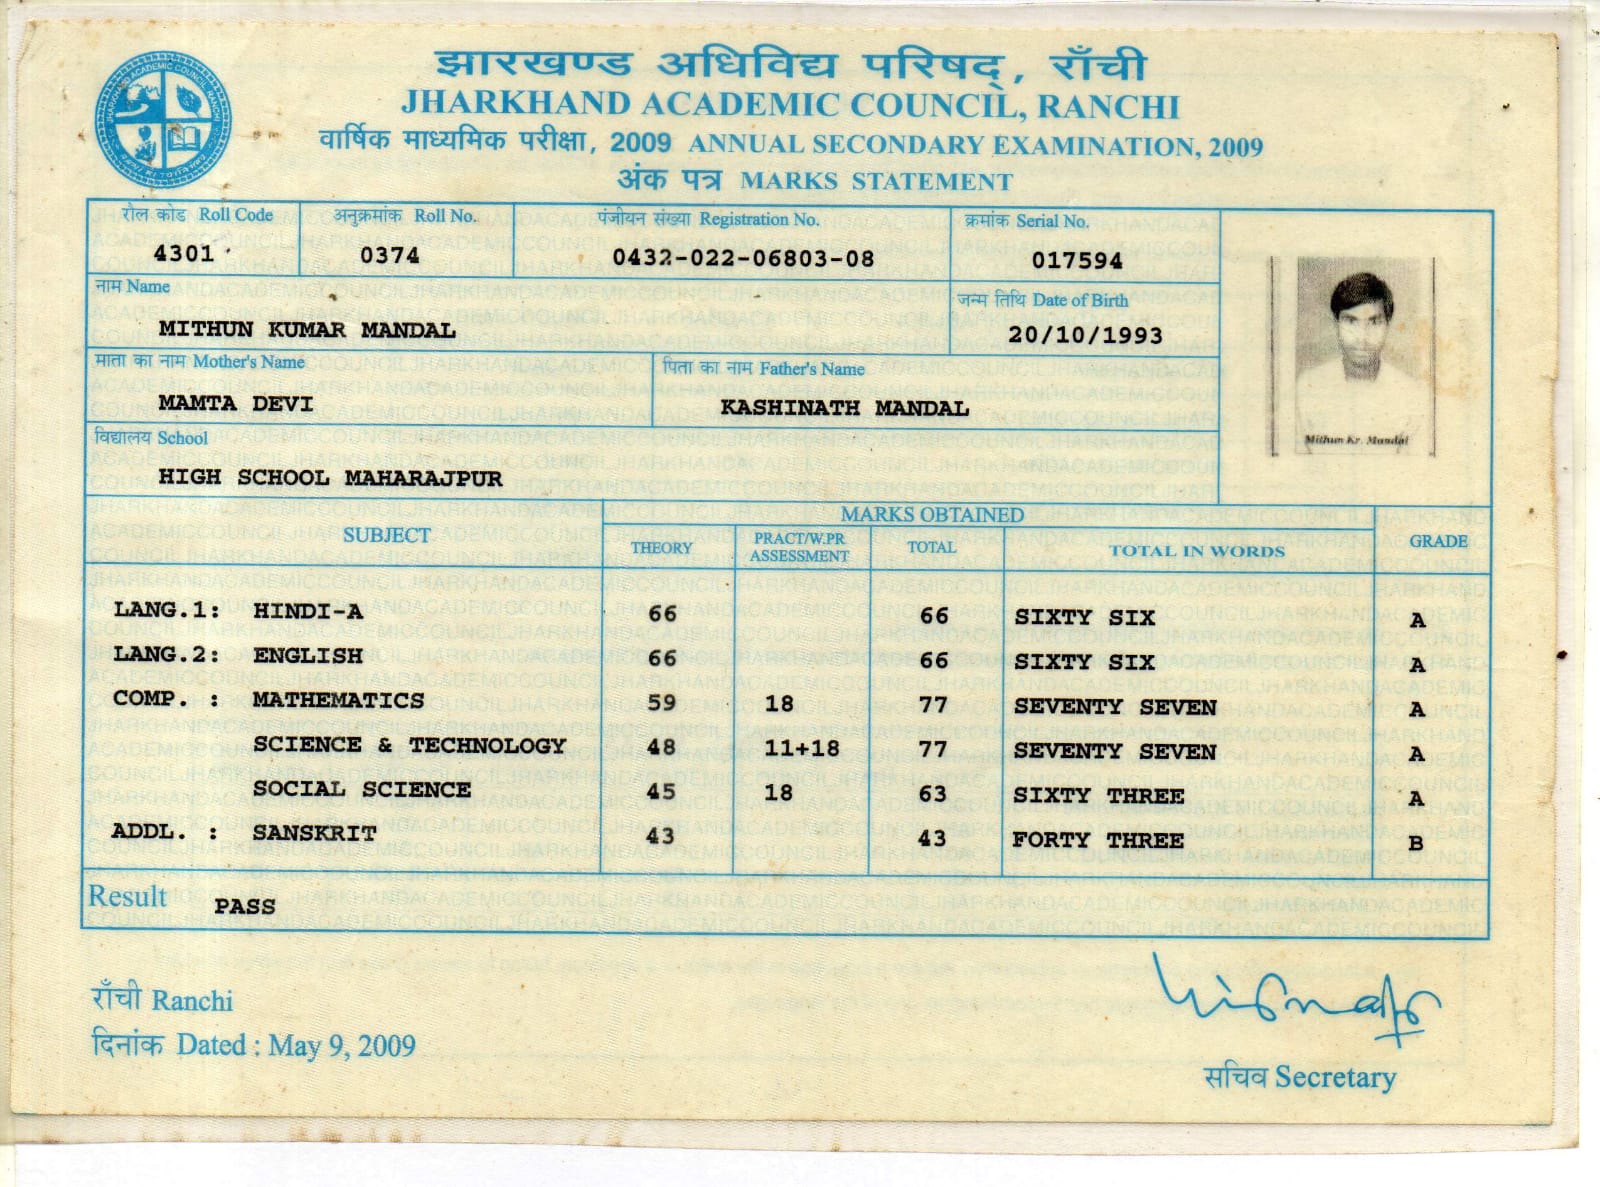 झारखण्ड अधिविद्य परिषद्, राँची
JHARKHAND ACADEMIC COUNCIL, RANCHI
वार्षिक माध्यमिक परीक्षा, 2009 ANNUAL SECONDARY EXAMINATION, 2009
अंक पत्र MARKS STATEMENT
रौल कोड Roll Code अनुक्रमांक Roll No. पंजीयन संख्या Registration No. क्रमांक Serial No.
4301 0374 0432-022-06803-08 017594
नाम Name जन्म तिथि Date of Birth
MITHUN KUMAR MANDAL 20/10/1993
माता का नाम Mother's Name पिता का नाम Father's Name
MAMTA DEVI KASHINATH MANDAL
Mithun Kr. Mandal
विद्यालय School
HIGH SCHOOL MAHARAJPUR
MARKS OBTAINED
SUBJECT THEORY PRACT/W.PR ASSESSMENT TOTAL TOTAL IN WORDS GRADE
LANG.1: HINDI-A 66 66 SIXTY SIX A
LANG.2: ENGLISH 66 66 SIXTY SIX A
COMP. : MATHEMATICS 59 18 77 SEVENTY SEVEN A
SCIENCE & TECHNOLOGY 48 11+18 77 SEVENTY SEVEN A
SOCIAL SCIENCE 45 18 63 SIXTY THREE A
ADDL. : SANSKRIT 43 43 FORTY THREE B
Result PASS
राँची Ranchi
दिनांक Dated : May 9, 2009
सचिव Secretary